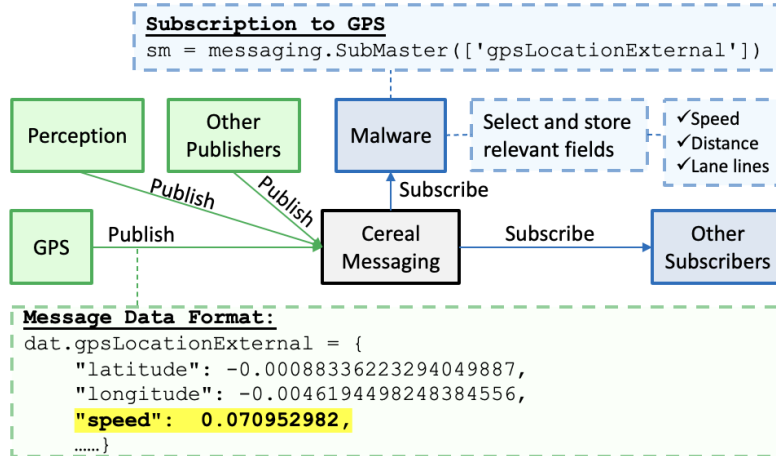 Subscription to GPS
sm = messaging.SubMaster(['gpsLocationExternal'])
Perception
Other
Publishers
Malware
Select and store
relevant fields
✓Speed
✓Distance
✓Lane lines
Publish
Publish
Subscribe
GPS
Publish
Cereal
Messaging
Subscribe
Other
Subscribers
Message Data Format:
dat.gpsLocationExternal = {
"latitude": -0.00088336223294049887,
"longitude": -0.0046194498248384556,
"speed": 0.070952982,
……}